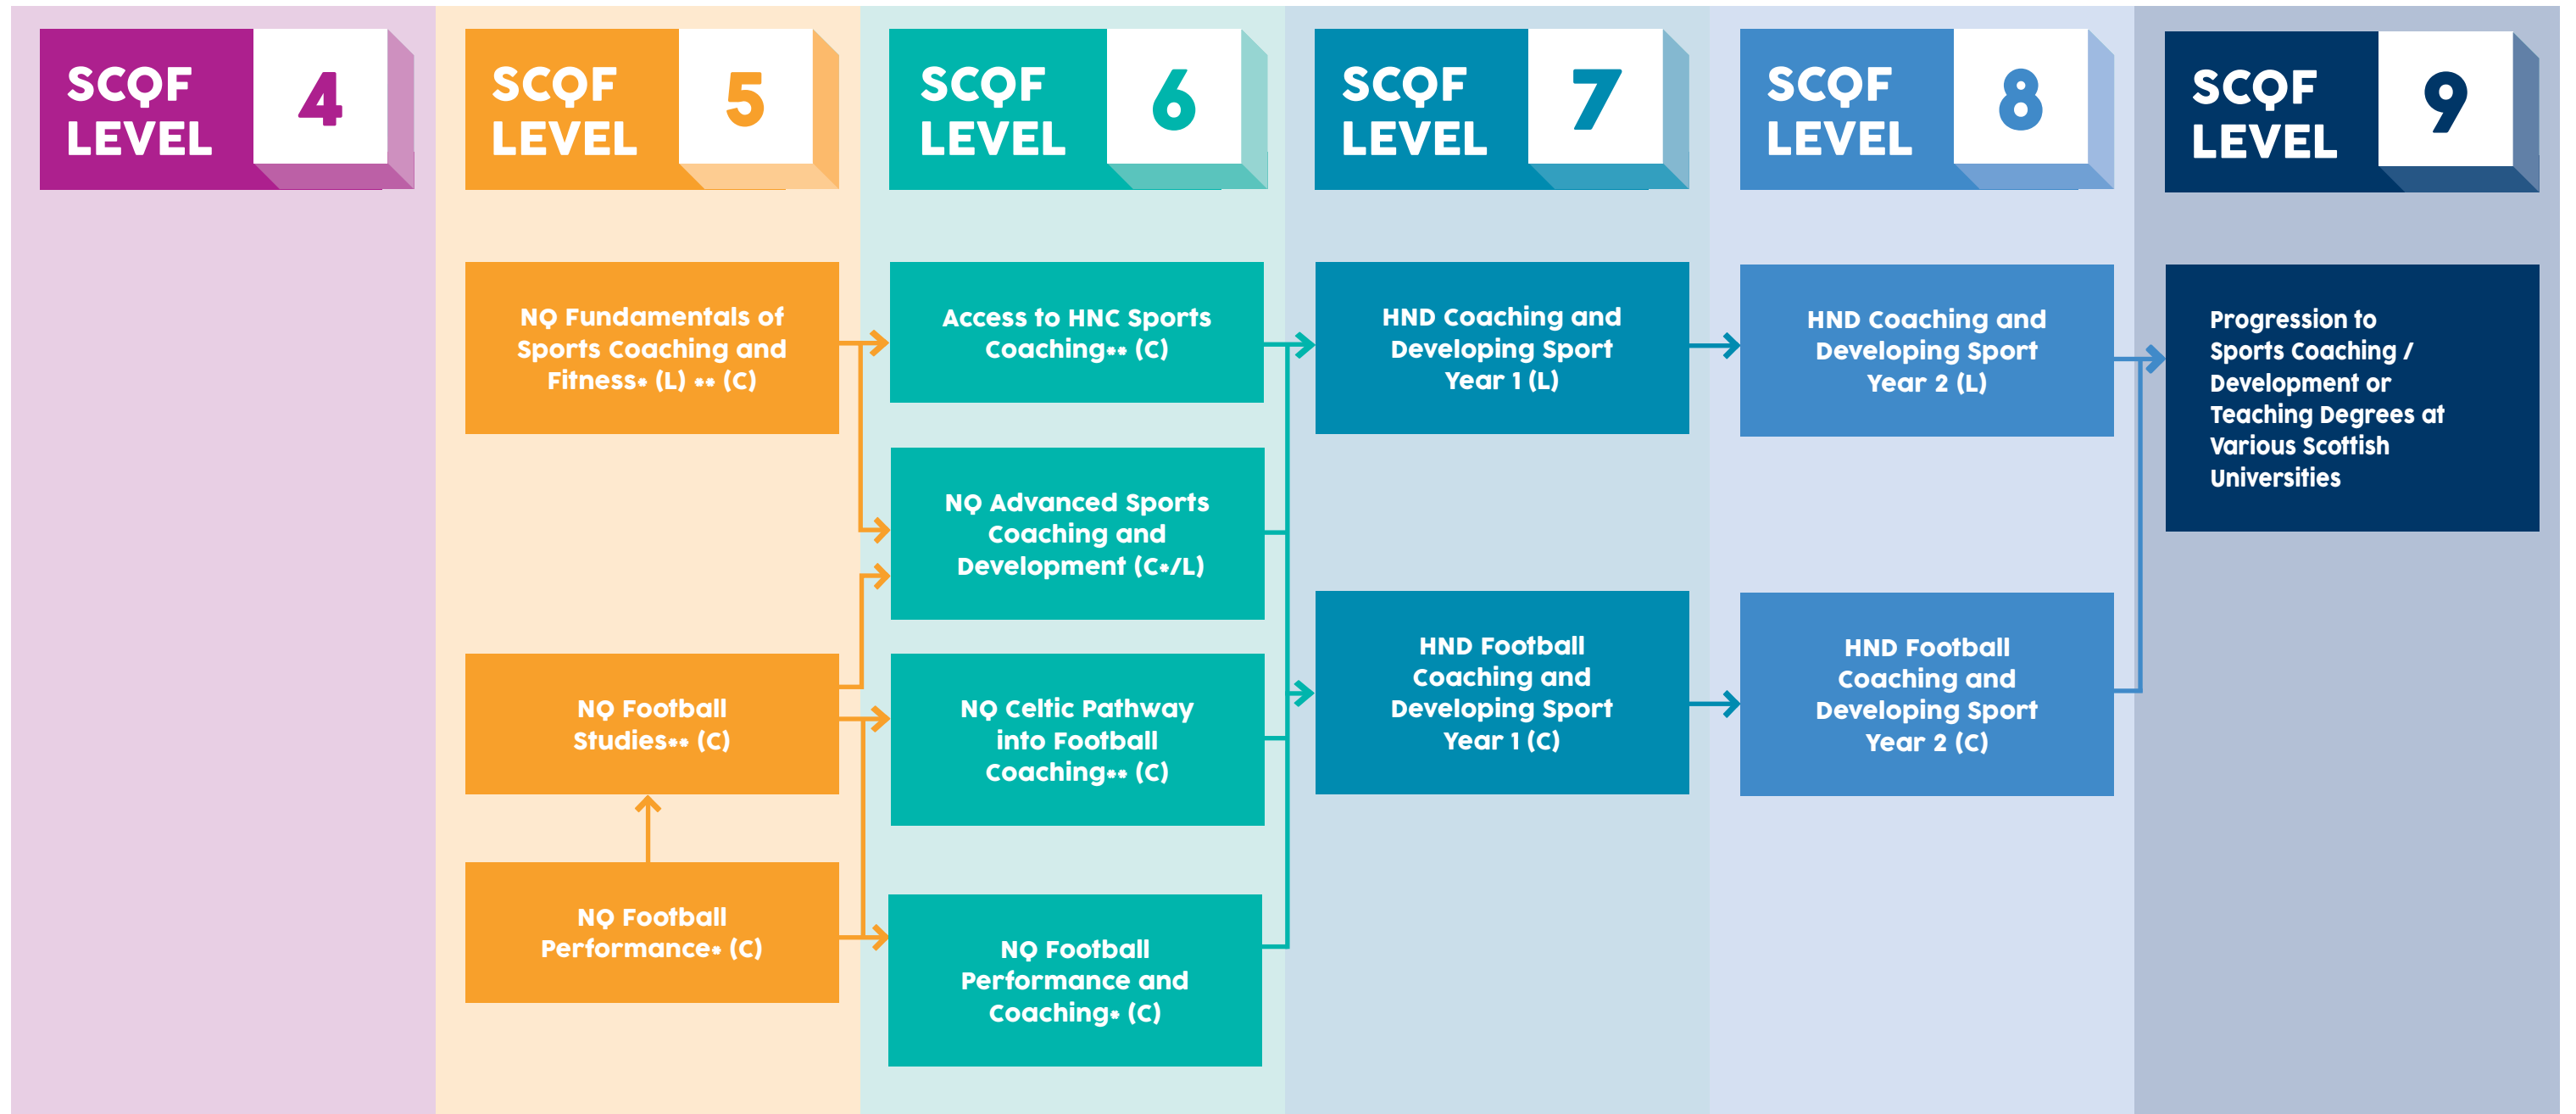 SCQF
LEVEL
4
SCQF
LEVEL
5
SCQF
LEVEL
6
SCQF
LEVEL
7
SCQF
LEVEL
8
SCQF
LEVEL
9
NQ Fundamentals of
Sports Coaching and
Fitness* (L) ** (C)
NQ Football
Studies** (C)
NQ Football
Performance* (C)
Access to HNC Sports
Coaching** (C)
NQ Advanced Sports
Coaching and
Development (C*/L)
NQ Celtic Pathway
into Football
Coaching** (C)
NQ Football
Performance and
Coaching* (C)
HND Coaching and
Developing Sport
Year 1 (L)
HND Football
Coaching and
Developing Sport
Year 1 (C)
HND Coaching and
Developing Sport
Year 2 (L)
HND Football
Coaching and
Developing Sport
Year 2 (C)
Progression to
Sports Coaching /
Development or
Teaching Degrees at
Various Scottish
Universities